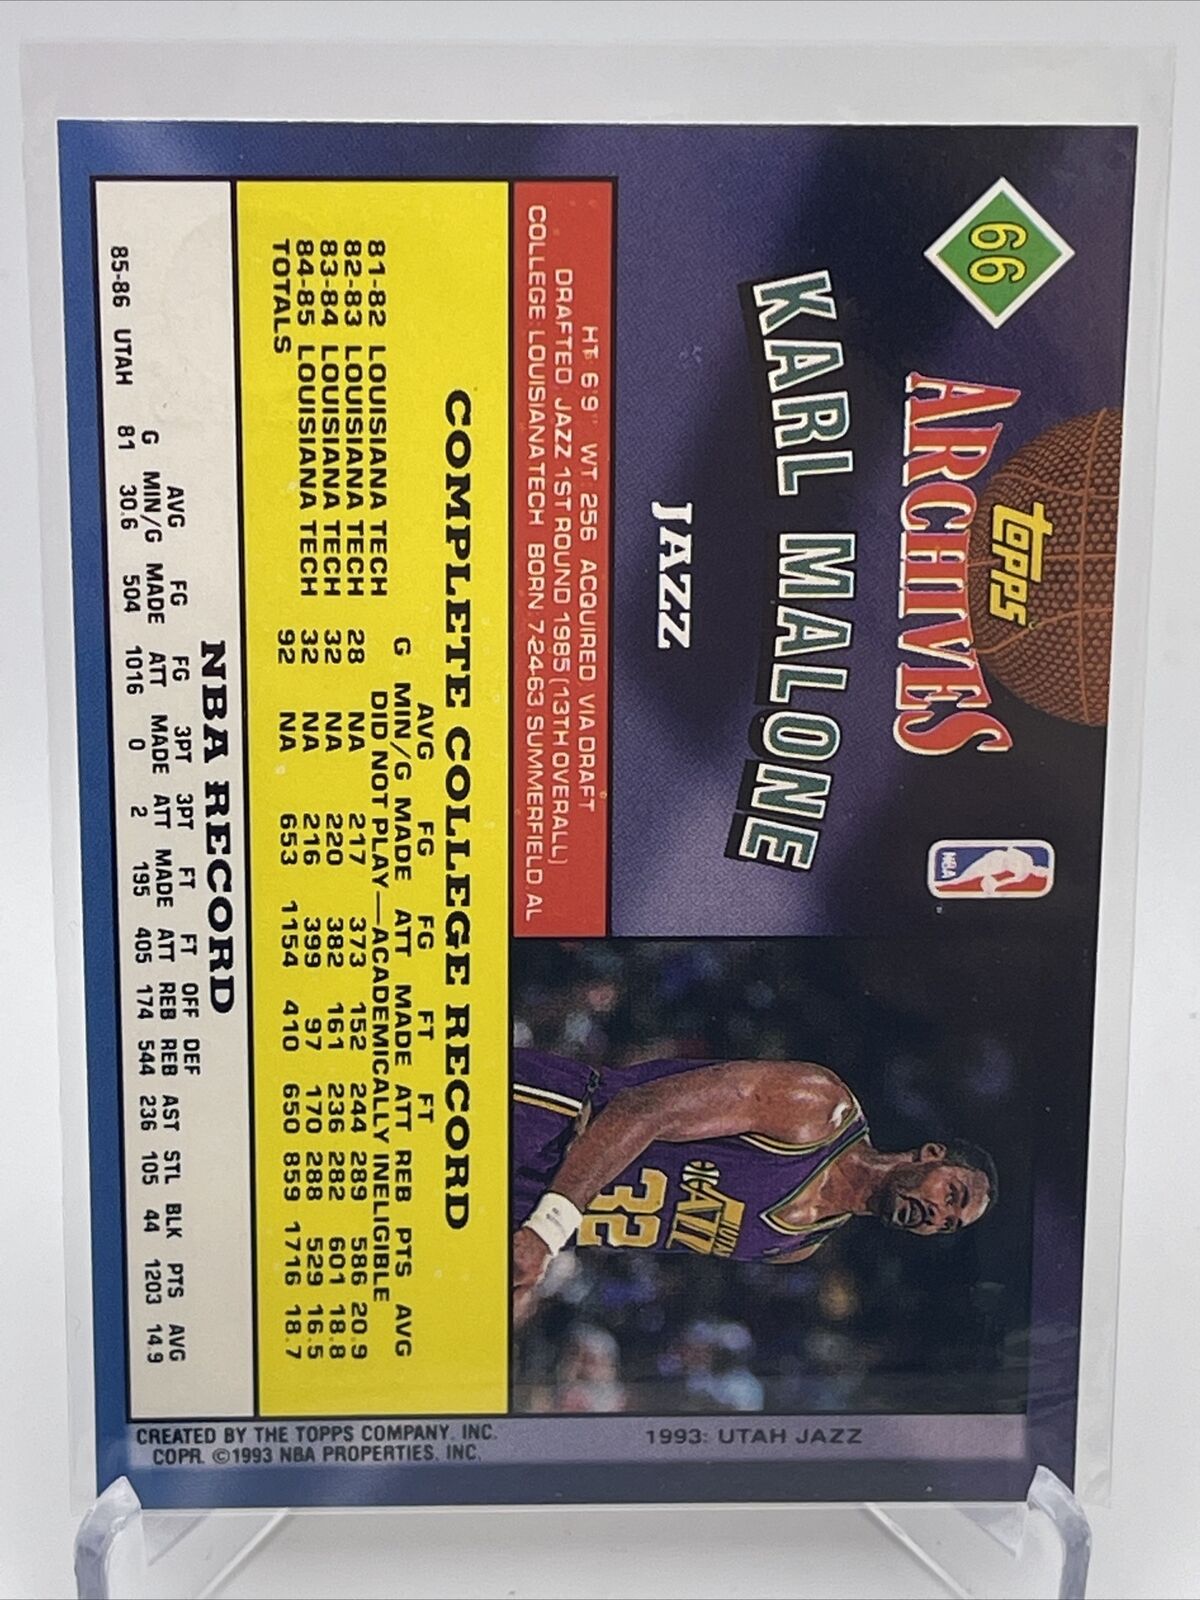 66
topps
ARCHIVES
NBA
KARL MALONE
JAZZ
UTAH
JAZZ
32
1993: UTAH JAZZ
HT: 6'9" WT: 256 ACQUIRED: VIA DRAFT
DRAFTED: JAZZ 1ST ROUND 1985 (13TH OVERALL)
COLLEGE: LOUISIANA TECH BORN: 7-24-63 SUMMERFIELD, AL
COMPLETE COLLEGE RECORD
AVG FG FG FT FT
G MIN/G MADE ATT MADE ATT REB PTS AVG
81-82 LOUISIANA TECH DID NOT PLAY—ACADEMICALLY INELIGIBLE
82-83 LOUISIANA TECH 28 NA 217 373 152 244 289 586 20.9
83-84 LOUISIANA TECH 32 NA 220 382 161 236 282 601 18.8
84-85 LOUISIANA TECH 32 NA 216 399 97 170 288 529 16.5
TOTALS 92 NA 653 1154 410 650 859 1716 18.7
NBA RECORD
AVG FG FG 3PT 3PT FT FT OFF DEF
G MIN/G MADE ATT MADE ATT MADE ATT REB REB AST STL BLK PTS AVG
85-86 UTAH 81 30.6 504 1016 0 2 195 405 174 544 236 105 44 1203 14.9
CREATED BY THE TOPPS COMPANY, INC.
COPR. ©1993 NBA PROPERTIES, INC.